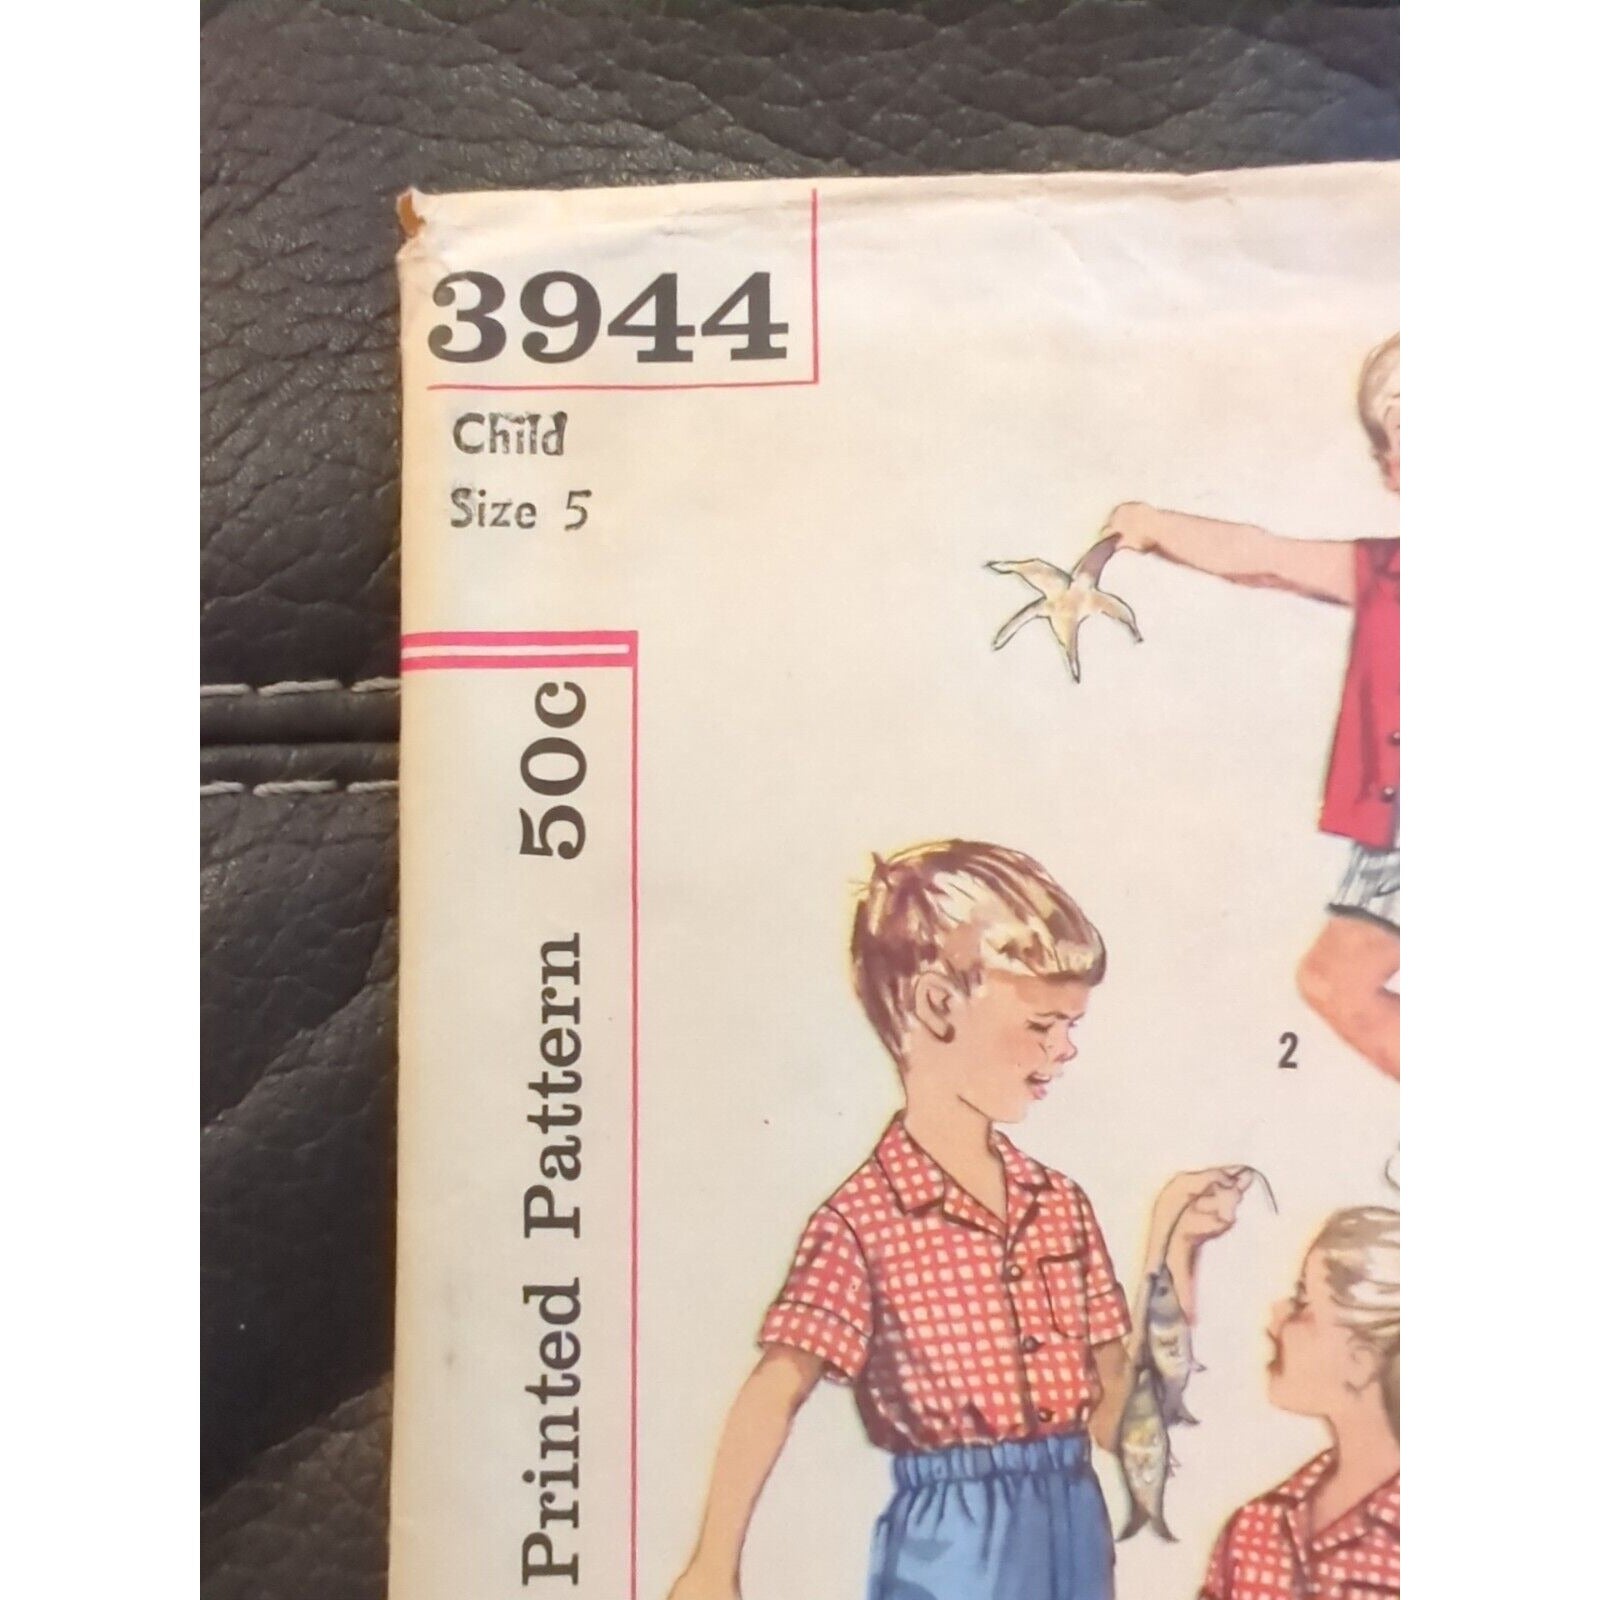 3944
Child
Size 5
Printed Pattern 50c
2